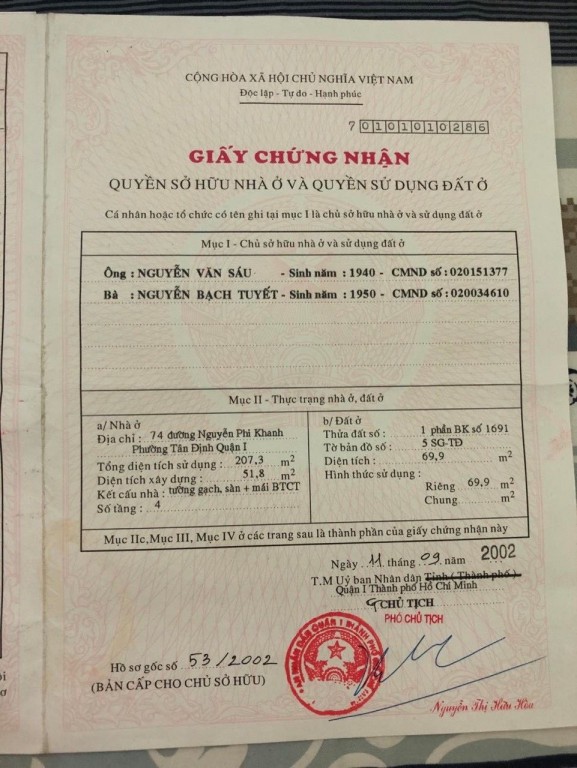 CỘNG HÒA XÃ HỘI CHỦ NGHĨA VIỆT NAM
Độc lập - Tự do - Hạnh phúc
7 0101010286
GIẤY CHỨNG NHẬN
QUYỀN SỞ HỮU NHÀ Ở VÀ QUYỀN SỬ DỤNG ĐẤT Ở
Cá nhân hoặc tổ chức có tên ghi tại mục I là chủ sở hữu nhà ở và sử dụng đất ở
Mục I - Chủ sở hữu nhà ở và sử dụng đất ở
Ông : NGUYỄN VĂN SÁU - Sinh năm : 1940 - CMND số : 020151377
Bà : NGUYỄN BẠCH TUYẾT - Sinh năm : 1950 - CMND số : 020034610
Mục II - Thực trạng nhà ở, đất ở
a/ Nhà ở
Địa chỉ : 74 đường Nguyễn Phi Khanh
Phường Tân Định Quận I
Tổng diện tích sử dụng : 207,3 m2
Diện tích xây dựng : 51,8 m2
Kết cấu nhà : tường gạch, sàn + mái BTCT
Số tầng : 4
b/ Đất ở
Thửa đất số : 1 phần BK số 1691
Tờ bản đồ số : 5 SG-TĐ
Diện tích : 69,9 m2
Hình thức sử dụng :
Riêng 69,9 m2
Chung m2
Mục IIc, Mục III, Mục IV ở các trang sau là thành phần của giấy chứng nhận này
Ngày 11 tháng 09 năm 2002
T.M Uỷ ban Nhân dân Tỉnh ( Thành phố )
Quận I Thành phố Hồ Chí Minh
CHỦ TỊCH
PHÓ CHỦ TỊCH
Hồ sơ gốc số 53/2002
(BẢN CẤP CHO CHỦ SỞ HỮU)
Nguyễn Thị Hữu Hòa